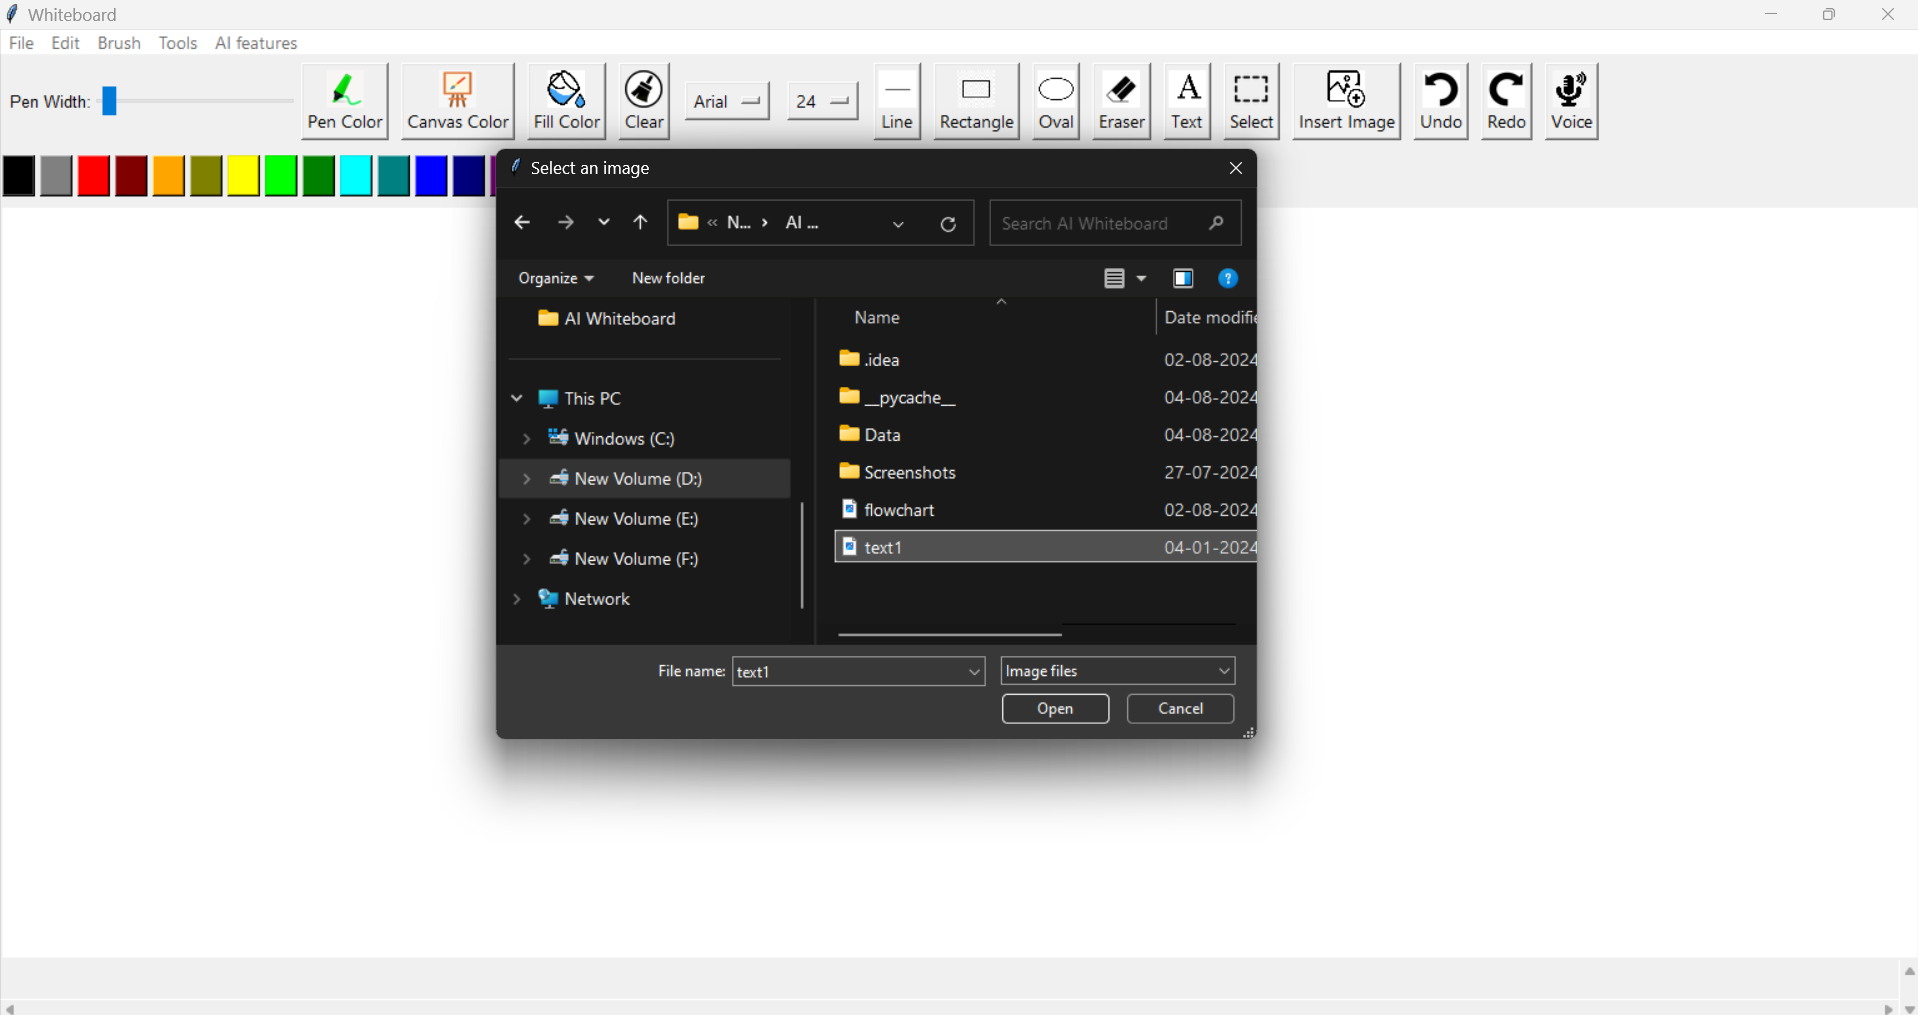 Whiteboard
File Edit Brush Tools AI features
Pen Width:
Pen Color Canvas Color Fill Color Clear Arial 24 Line Rectangle Oval Eraser Text Select Insert Image Undo Redo Voice
Select an image
« N... › AI ... Search AI Whiteboard
Organize New folder
AI Whiteboard
This PC
Windows (C:)
New Volume (D:)
New Volume (E:)
New Volume (F:)
Network
Name Date modifie
.idea 02-08-2024
__pycache__ 04-08-2024
Data 04-08-2024
Screenshots 27-07-2024
flowchart 02-08-2024
text1 04-01-2024
File name: text1 Image files
Open Cancel